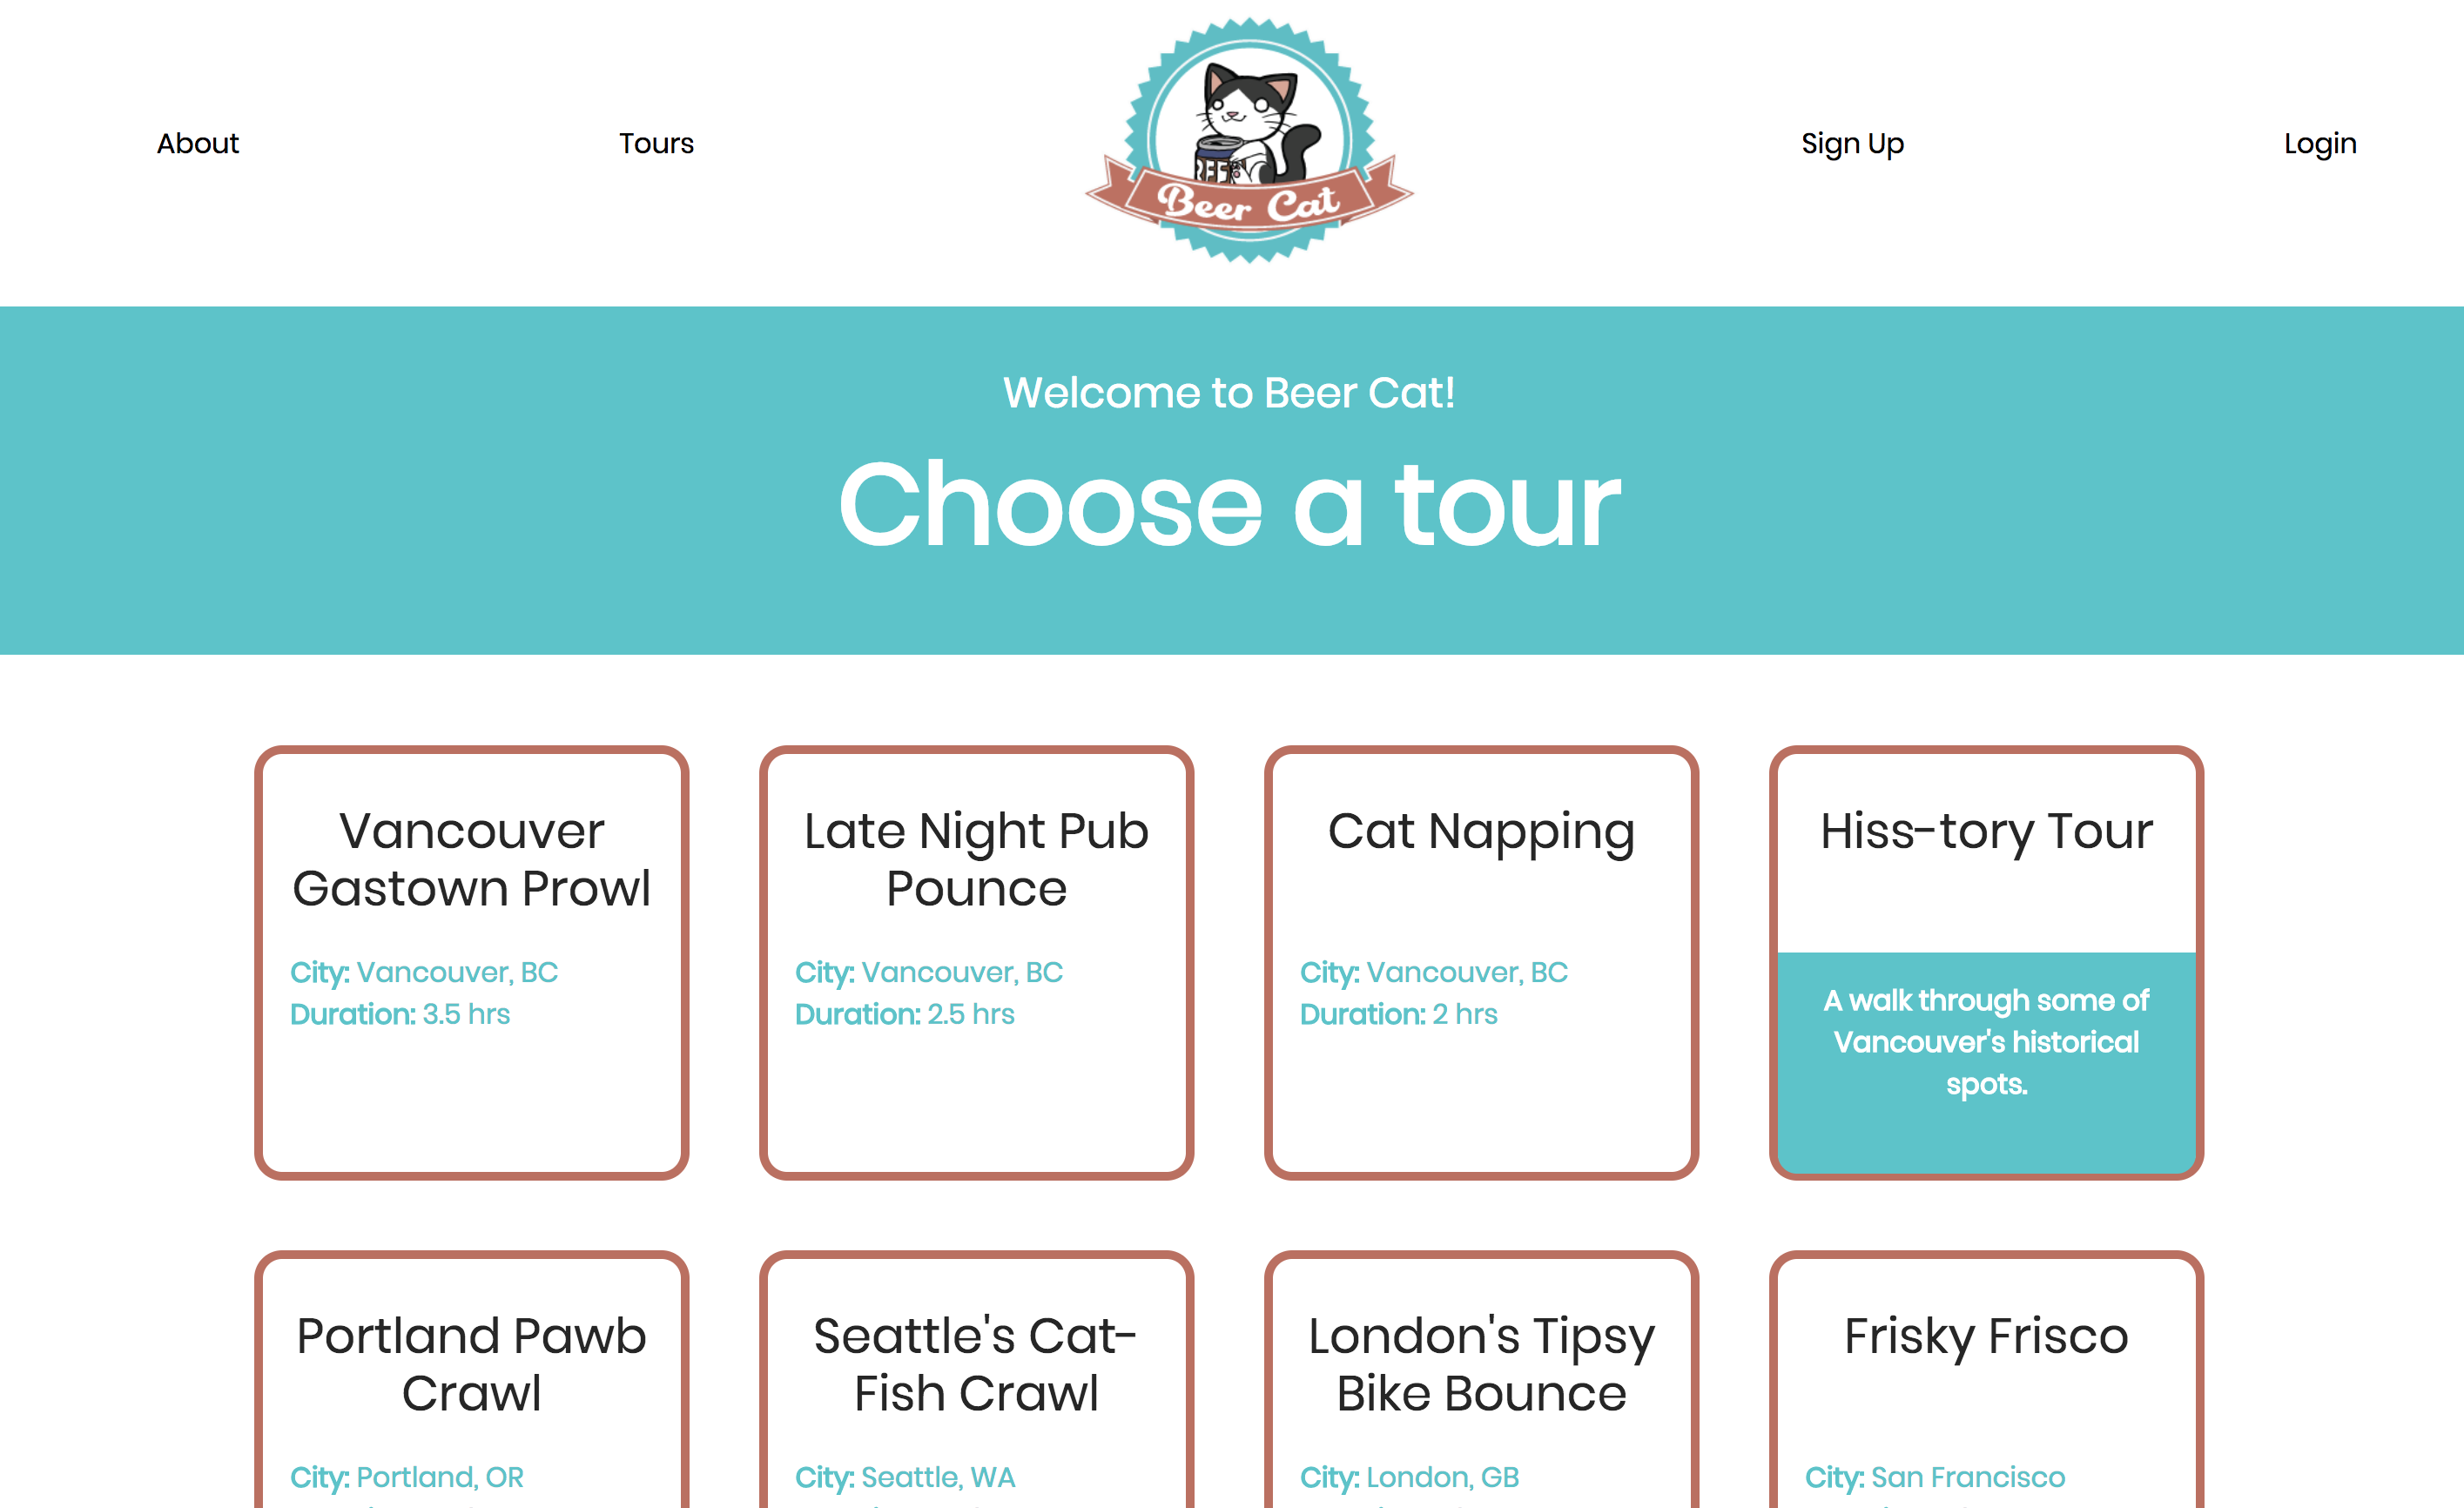 About
Tours
BEER
Beer Cat
Sign Up
Login
Welcome to Beer Cat!
Choose a tour
Vancouver
Gastown Prowl
City: Vancouver, BC
Duration: 3.5 hrs
Late Night Pub
Pounce
City: Vancouver, BC
Duration: 2.5 hrs
Cat Napping
City: Vancouver, BC
Duration: 2 hrs
Hiss-tory Tour
A walk through some of
Vancouver's historical
spots.
Portland Pawb
Crawl
City: Portland, OR
Seattle's Cat-
Fish Crawl
City: Seattle, WA
London's Tipsy
Bike Bounce
City: London, GB
Frisky Frisco
City: San Francisco